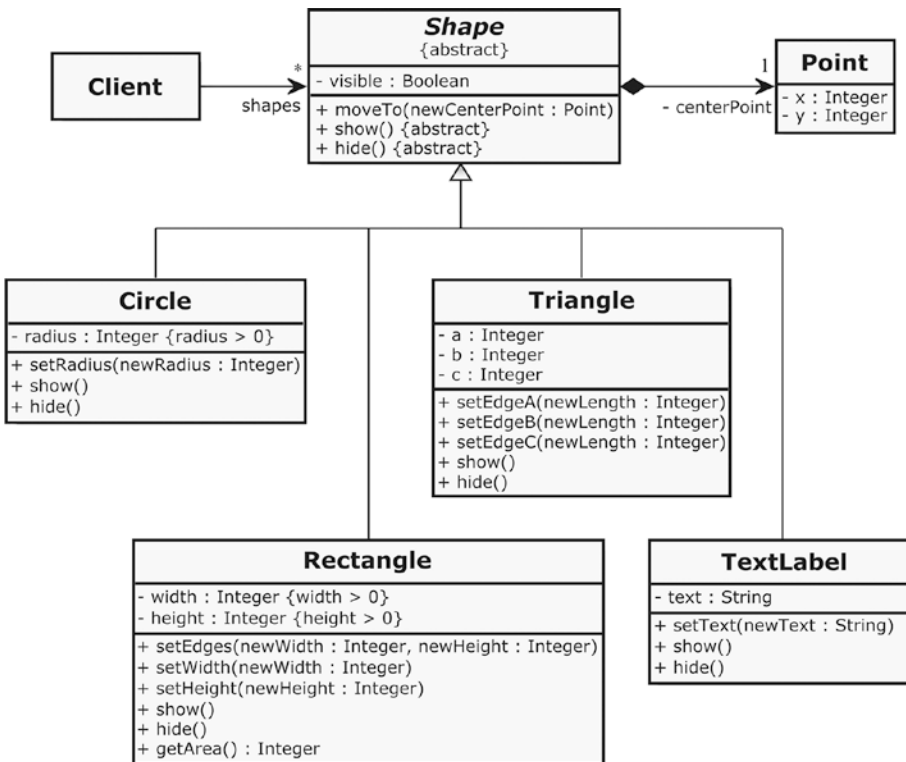 Client
*
shapes
Shape
{abstract}
- visible : Boolean
+ moveTo(newCenterPoint : Point)
+ show() {abstract}
+ hide() {abstract}
1
- centerPoint
Point
- x : Integer
- y : Integer
Circle
- radius : Integer {radius > 0}
+ setRadius(newRadius : Integer)
+ show()
+ hide()
Triangle
- a : Integer
- b : Integer
- c : Integer
+ setEdgeA(newLength : Integer)
+ setEdgeB(newLength : Integer)
+ setEdgeC(newLength : Integer)
+ show()
+ hide()
Rectangle
- width : Integer {width > 0}
- height : Integer {height > 0}
+ setEdges(newWidth : Integer, newHeight : Integer)
+ setWidth(newWidth : Integer)
+ setHeight(newHeight : Integer)
+ show()
+ hide()
+ getArea() : Integer
TextLabel
- text : String
+ setText(newText : String)
+ show()
+ hide()